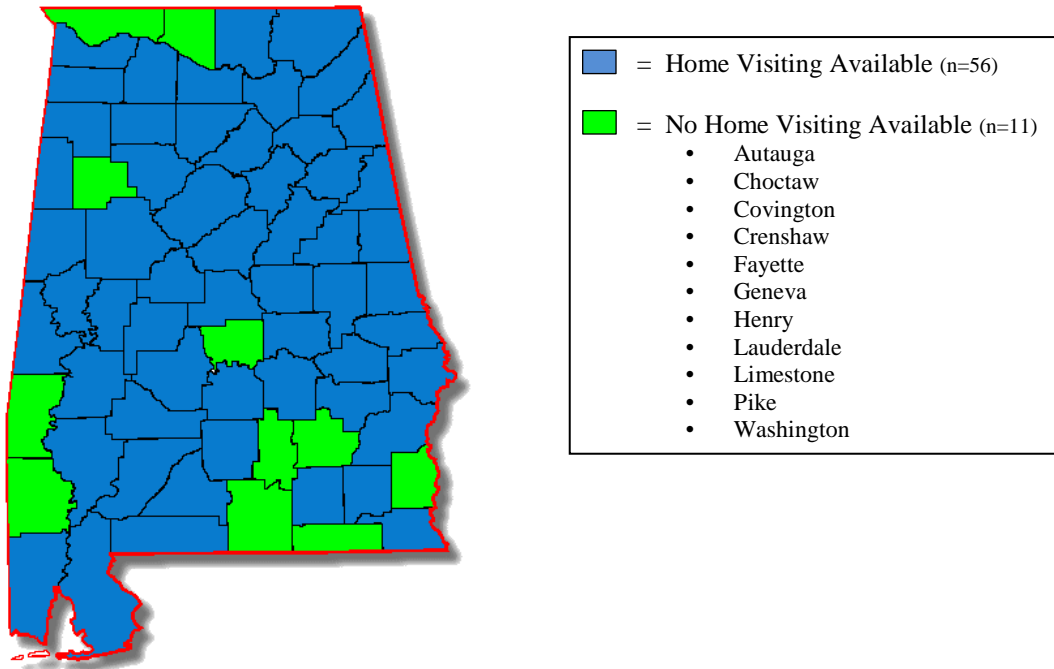 = Home Visiting Available (n=56)
= No Home Visiting Available (n=11)
• Autauga
• Choctaw
• Covington
• Crenshaw
• Fayette
• Geneva
• Henry
• Lauderdale
• Limestone
• Pike
• Washington